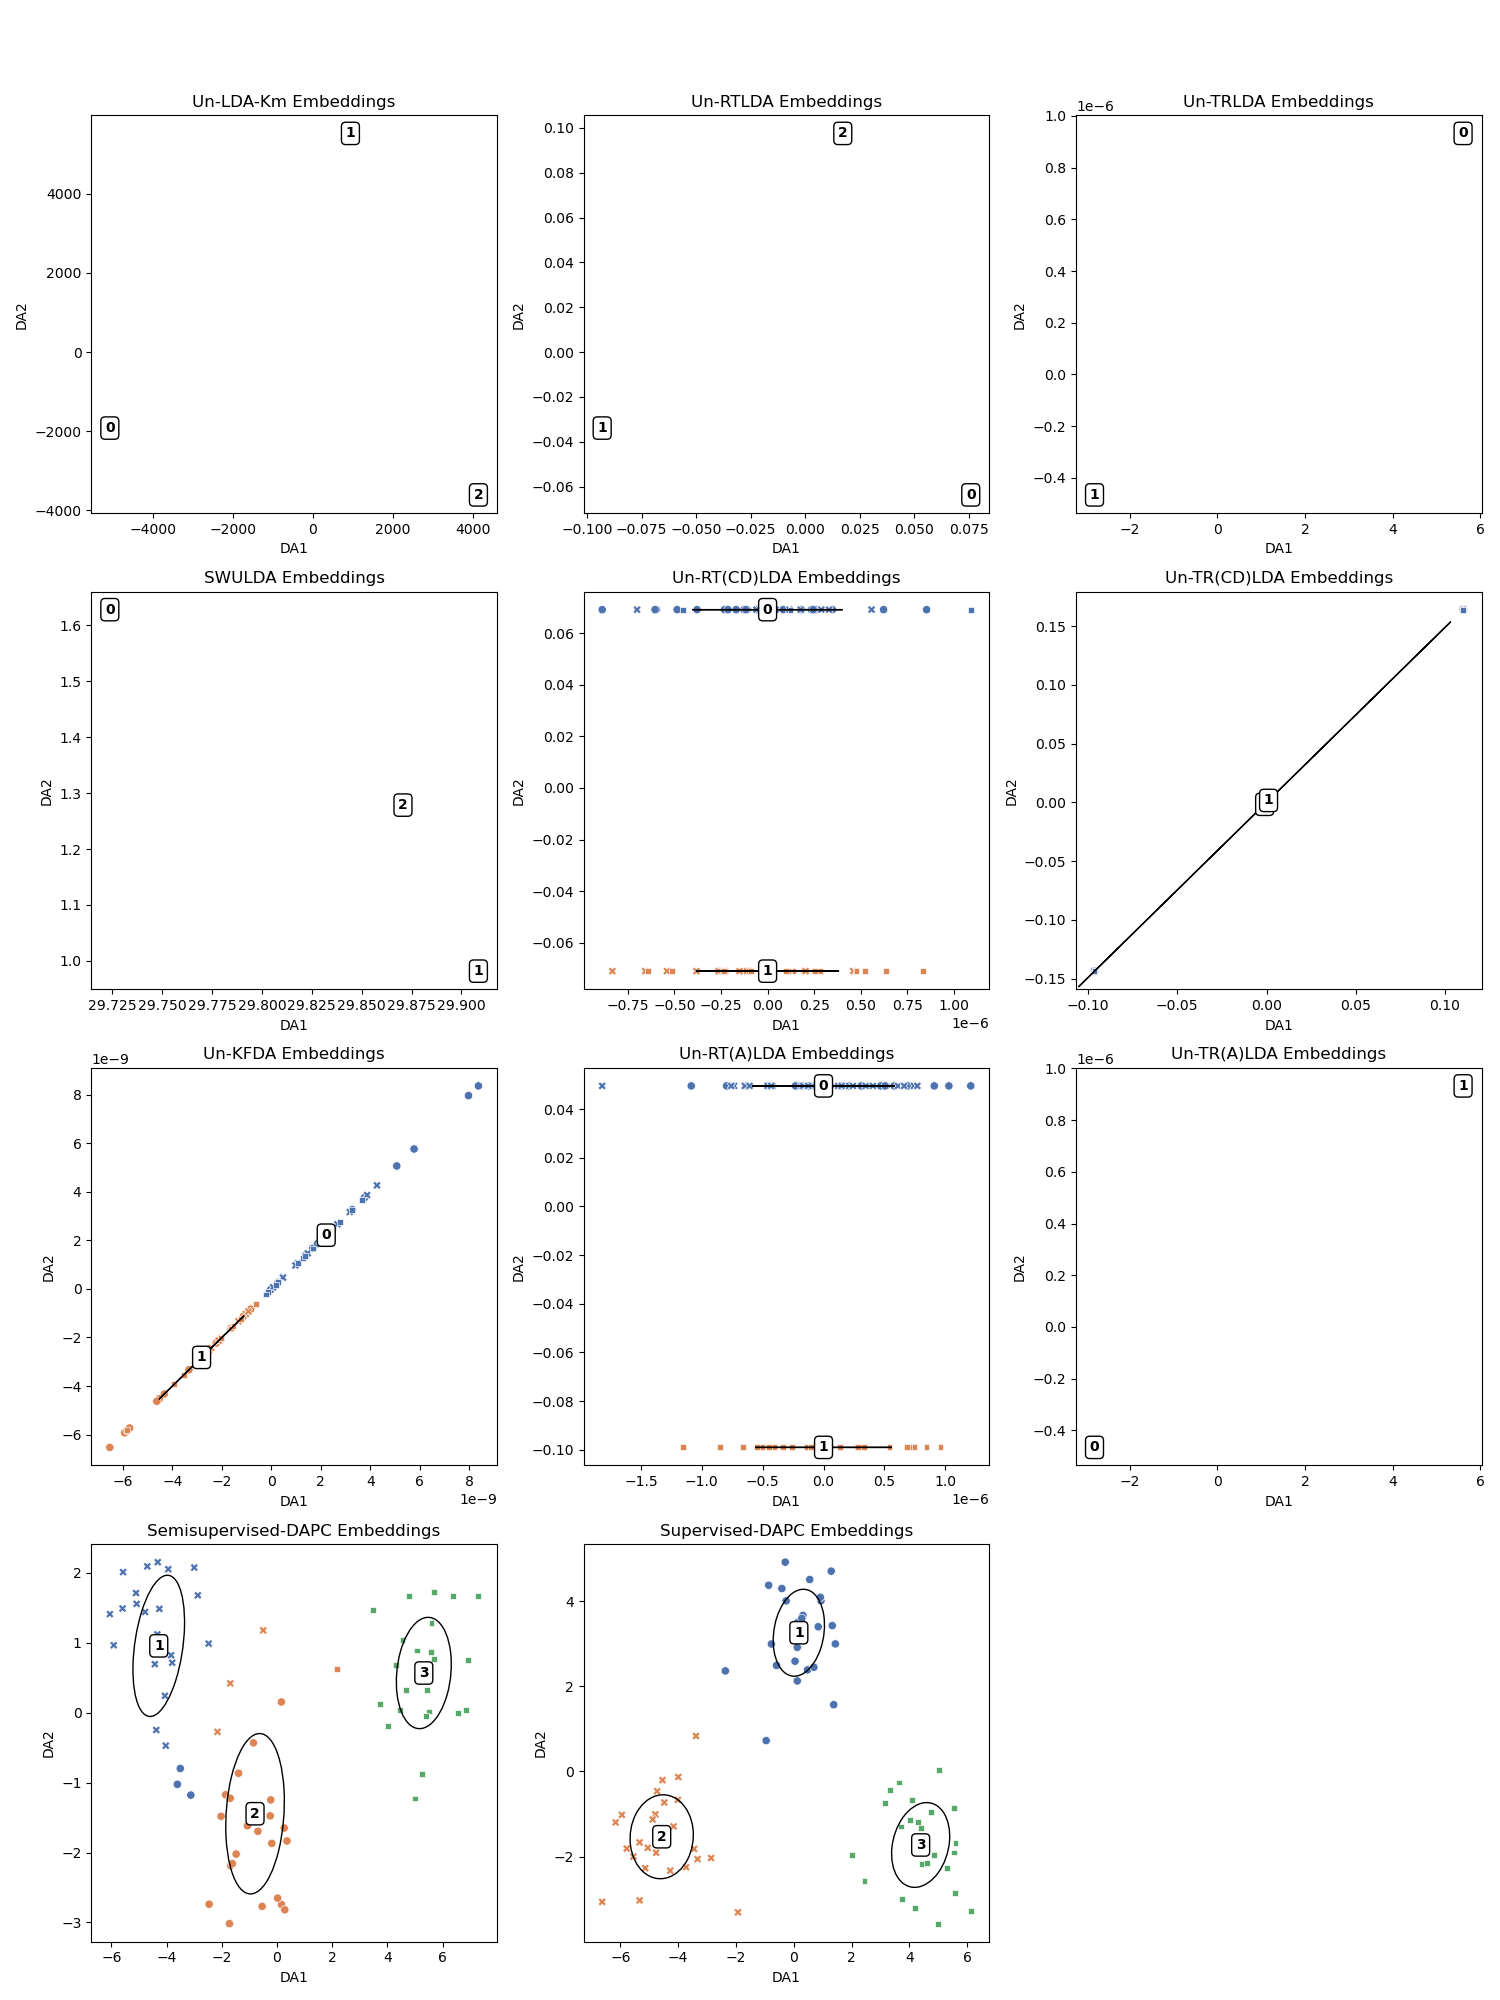 Un-LDA-Km Embeddings
1
4000
2000
0
−2000
−4000
0
2
−4000 −2000 0 2000 4000
DA1
DA2
Un-RTLDA Embeddings
2
0.10
0.08
0.06
0.04
0.02
0.00
−0.02
−0.04
−0.06
1
0
−0.100 −0.075 −0.050 −0.025 0.000 0.025 0.050 0.075
DA1
DA2
Un-TRLDA Embeddings
1e−6
0
1.0
0.8
0.6
0.4
0.2
0.0
−0.2
−0.4
1
−2 0 2 4 6
DA1
DA2
SWULDA Embeddings
0
1.6
1.5
1.4
1.3
1.2
1.1
1.0
2
1
29.725 29.750 29.775 29.800 29.825 29.850 29.875 29.900
DA1
DA2
Un-RT(CD)LDA Embeddings
0
0.06
0.04
0.02
0.00
−0.02
−0.04
−0.06
1
−0.75 −0.50 −0.25 0.00 0.25 0.50 0.75 1.00
1e−6
DA1
DA2
Un-TR(CD)LDA Embeddings
0.15
0.10
0.05
0.00
−0.05
−0.10
−0.15
1
−0.10 −0.05 0.00 0.05 0.10
DA1
DA2
Un-KFDA Embeddings
1e−9
8
6
4
2
0
−2
−4
−6
0
1
−6 −4 −2 0 2 4 6 8
1e−9
DA1
DA2
Un-RT(A)LDA Embeddings
0
0.04
0.02
0.00
−0.02
−0.04
−0.06
−0.08
−0.10
1
−1.5 −1.0 −0.5 0.0 0.5 1.0
1e−6
DA1
DA2
Un-TR(A)LDA Embeddings
1e−6
1
1.0
0.8
0.6
0.4
0.2
0.0
−0.2
−0.4
0
−2 0 2 4 6
DA1
DA2
Semisupervised-DAPC Embeddings
2
1
0
−1
−2
−3
1
3
2
−6 −4 −2 0 2 4 6
DA1
DA2
Supervised-DAPC Embeddings
4
2
0
−2
1
2
3
−6 −4 −2 0 2 4 6
DA1
DA2